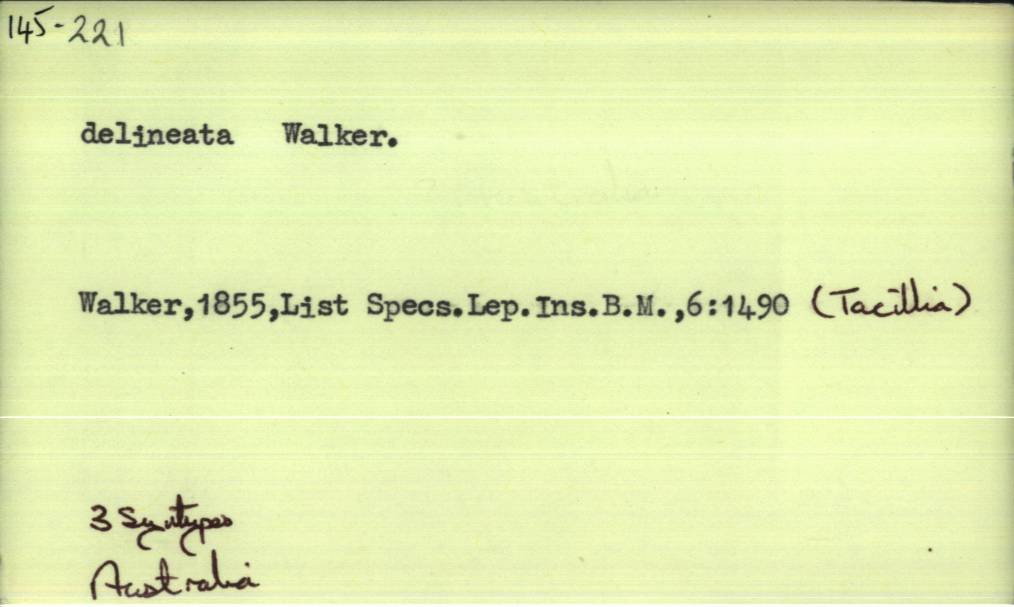 145-221
delineata Walker.
Walker,1855,List Specs.Lep.Ins.B.M.,6:1490 (Tacillia)
3 Syntypes
Australia